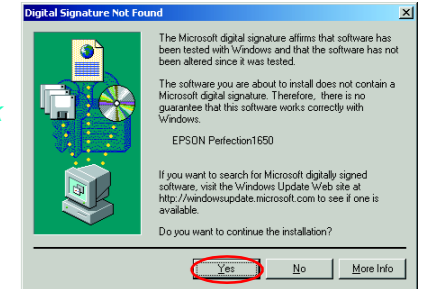 Digital Signature Not Found
The Microsoft digital signature affirms that software has
been tested with Windows and that the software has not
been altered since it was tested.
The software you are about to install does not contain a
Microsoft digital signature. Therefore, there is no
guarantee that this software works correctly with
Windows.
EPSON Perfection1650
If you want to search for Microsoft digitally signed
software, visit the Windows Update Web site at
http://windowsupdate.microsoft.com to see if one is
available.
Do you want to continue the installation?
Yes No More Info